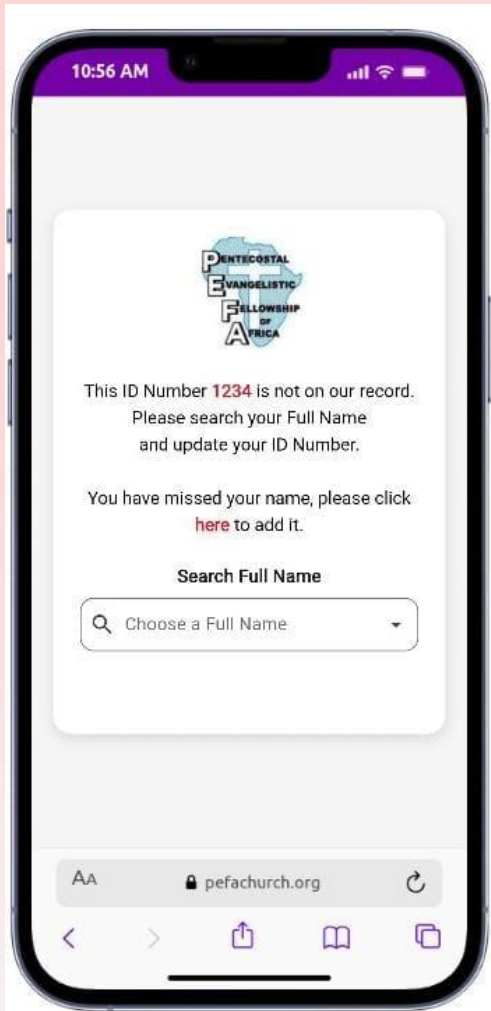 10:56 AM
PENTECOSTAL
EVANGELISTIC
FELLOWSHIP
OF
AFRICA
This ID Number 1234 is not on our record.
Please search your Full Name
and update your ID Number.
You have missed your name, please click
here to add it.
Search Full Name
Choose a Full Name
AA
pefachurch.org